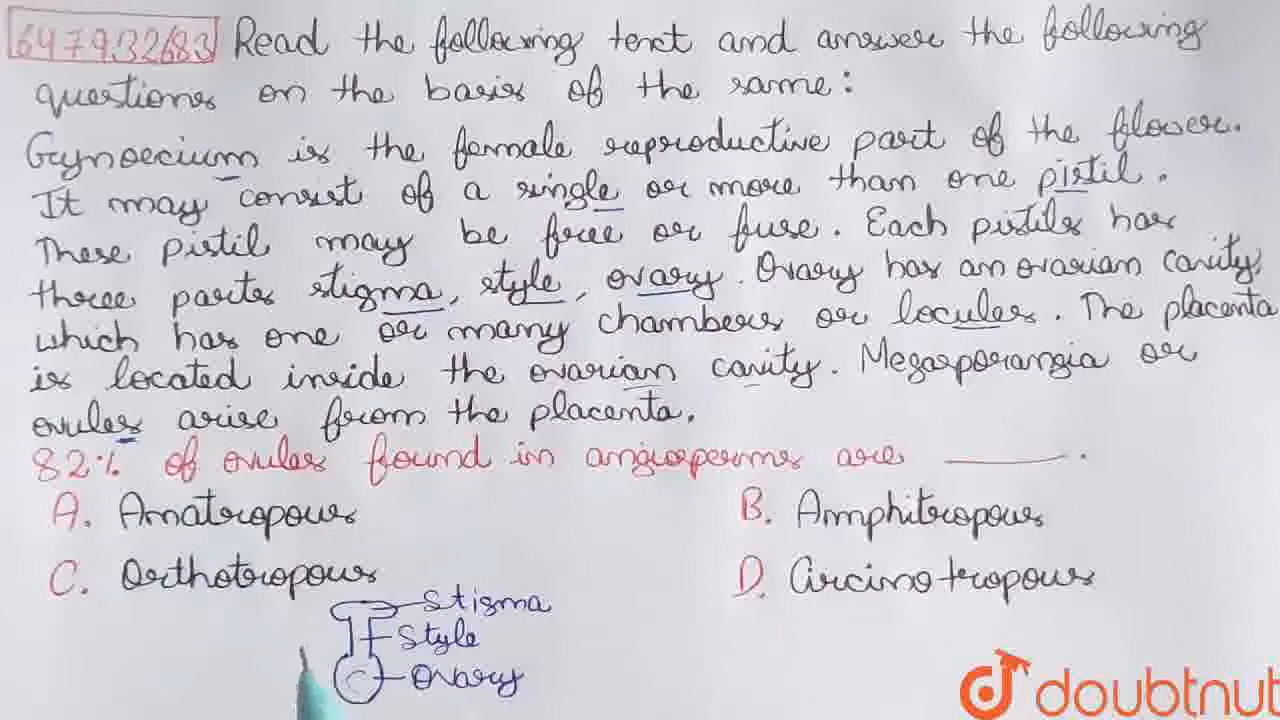 647932683 Read the following text and answer the following
questions on the basis of the same:
Gynoecium is the female reproductive part of the flower.
It may consist of a single or more than one pistil.
These pistil may be free or fuse. Each pistils has
three parts stigma, style, ovary. Ovary has an ovarian cavity,
which has one or many chambers or locules. The placenta
is located inside the ovarian cavity. Megasporangia or
ovules arise from the placenta.
82% of ovules found in angiosperms are ______.
A. Anatropous B. Amphitropous
C. Orthotropous D. Circinotropous
Stigma
Style
Ovary
doubtnut